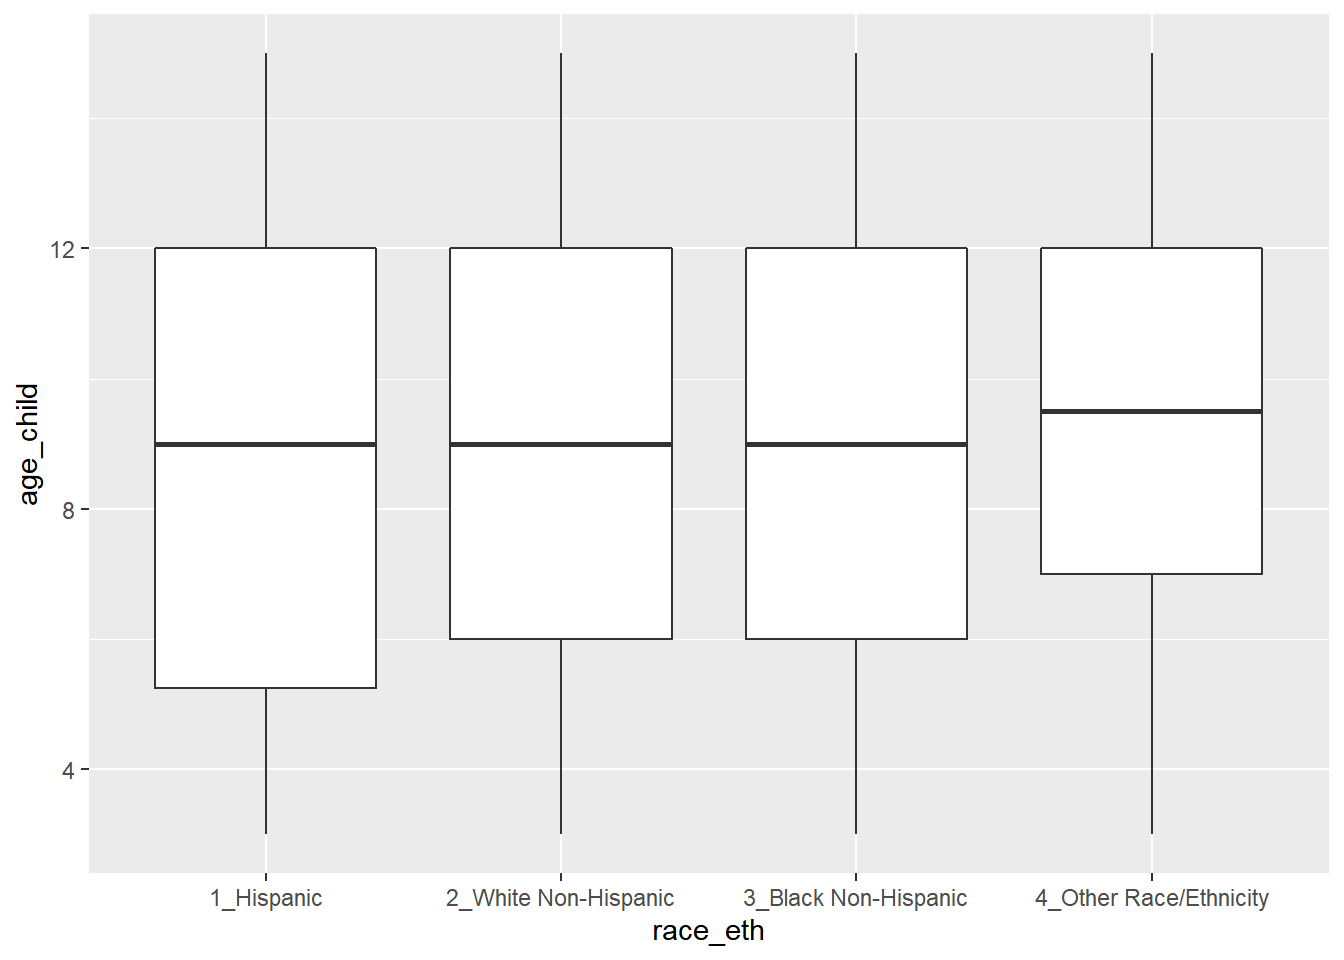 age_child
12
8
4
1_Hispanic
2_White Non-Hispanic
3_Black Non-Hispanic
4_Other Race/Ethnicity
race_eth